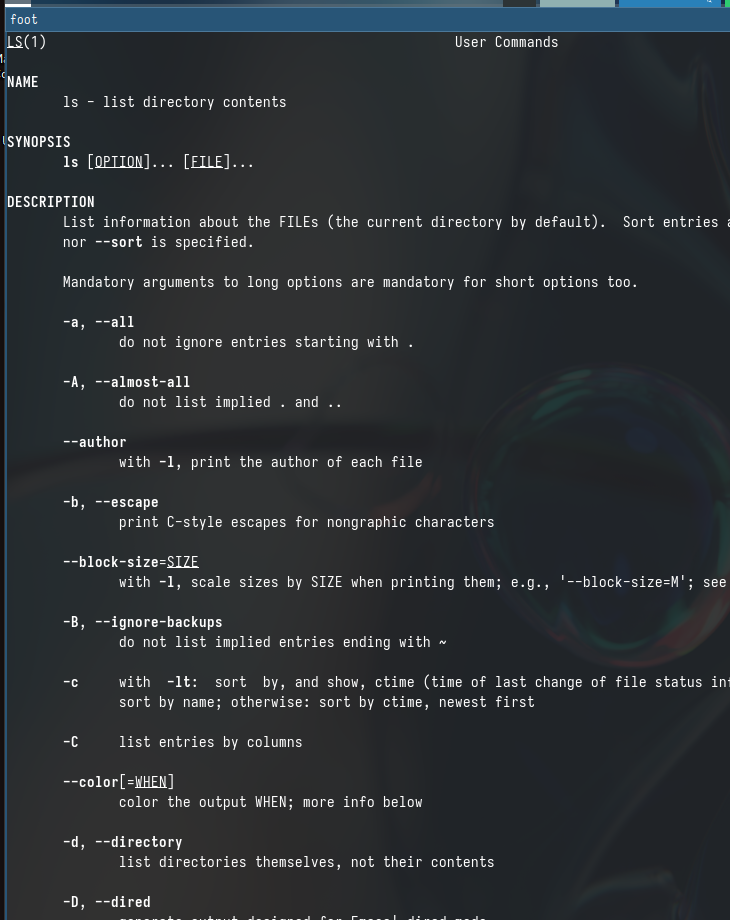 foot
LS(1) User Commands
NAME
ls - list directory contents
SYNOPSIS
ls [OPTION]... [FILE]...
DESCRIPTION
List information about the FILEs (the current directory by default). Sort entries
nor --sort is specified.
Mandatory arguments to long options are mandatory for short options too.
-a, --all
do not ignore entries starting with .
-A, --almost-all
do not list implied . and ..
--author
with -l, print the author of each file
-b, --escape
print C-style escapes for nongraphic characters
--block-size=SIZE
with -l, scale sizes by SIZE when printing them; e.g., '--block-size=M'; see
-B, --ignore-backups
do not list implied entries ending with ~
-c with -lt: sort by, and show, ctime (time of last change of file status
sort by name; otherwise: sort by ctime, newest first
-C list entries by columns
--color[=WHEN]
color the output WHEN; more info below
-d, --directory
list directories themselves, not their contents
-D, --dired
generate output designed for Emacs' dired mode